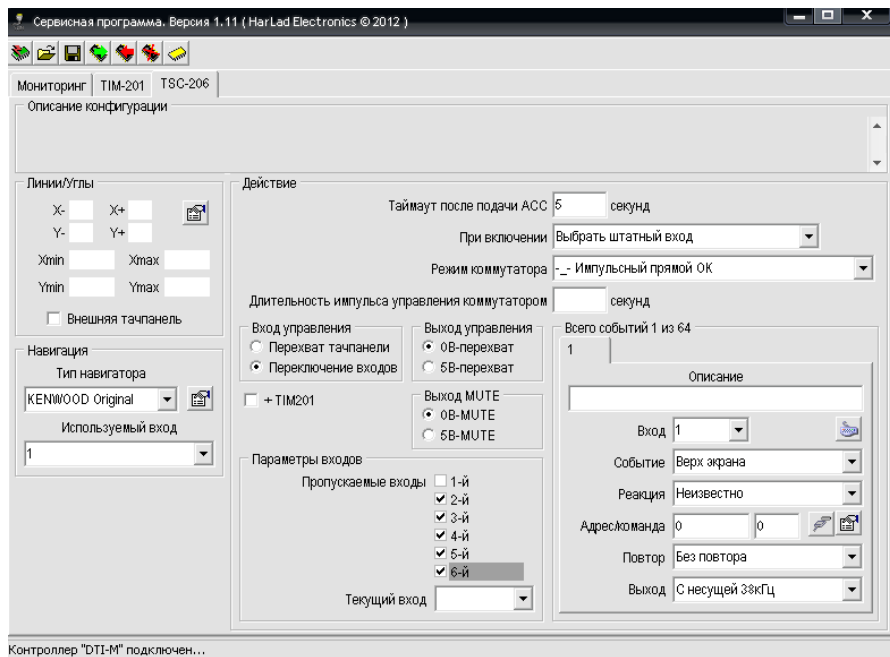 Сервисная программа. Версия 1.11 ( HarLad Electronics © 2012 )
Мониторинг TIM-201 TSC-206
Описание конфигурации
Линии/Углы
X- X+
Y- Y+
Xmin Xmax
Ymin Ymax
Внешняя тачпанель
Навигация
Тип навигатора
KENWOOD Original
Используемый вход
1
Действие
Таймаут после подачи ACC 5 секунд
При включении Выбрать штатный вход
Режим коммутатора -_- Импульсный прямой ОК
Длительность импульса управления коммутатором секунд
Вход управления
Перехват тачпанели
Переключение входов
+ TIM201
Выход управления
0В-перехват
5В-перехват
Выход MUTE
0В-MUTE
5В-MUTE
Параметры входов
Пропускаемые входы 1-й
2-й
3-й
4-й
5-й
6-й
Текущий вход
Всего событий 1 из 64
1
Описание
Вход 1
Событие Верх экрана
Реакция Неизвестно
Адрес/команда 0 0
Повтор Без повтора
Выход С несущей 38кГц
Контроллер "DTI-M" подключен...